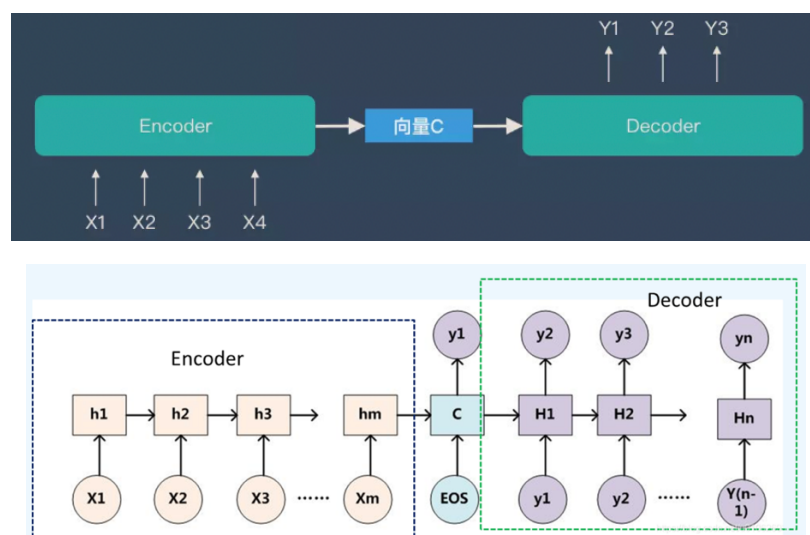 Y1 Y2 Y3
Encoder 向量C Decoder
X1 X2 X3 X4
Decoder
Encoder
y1 y2 y3 yn
h1 h2 h3 hm C H1 H2 Hn
X1 X2 X3 ...... Xm EOS y1 y2 ...... Y(n-
1)